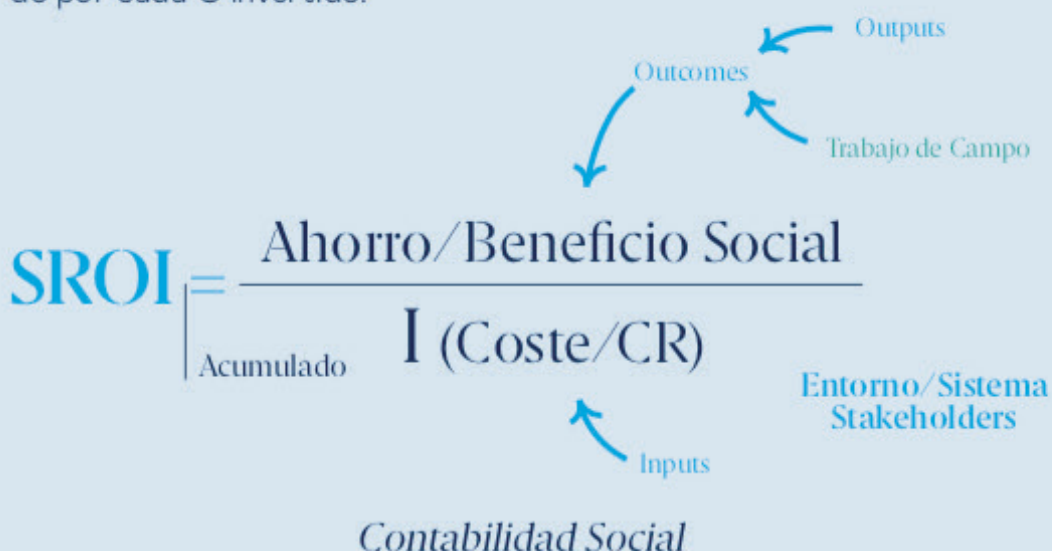 Outputs
Outcomes
Trabajo de Campo
Ahorro/Beneficio Social
SROI =
Acumulado
I (Coste/CR)
Entorno/Sistema
Stakeholders
Inputs
Contabilidad Social